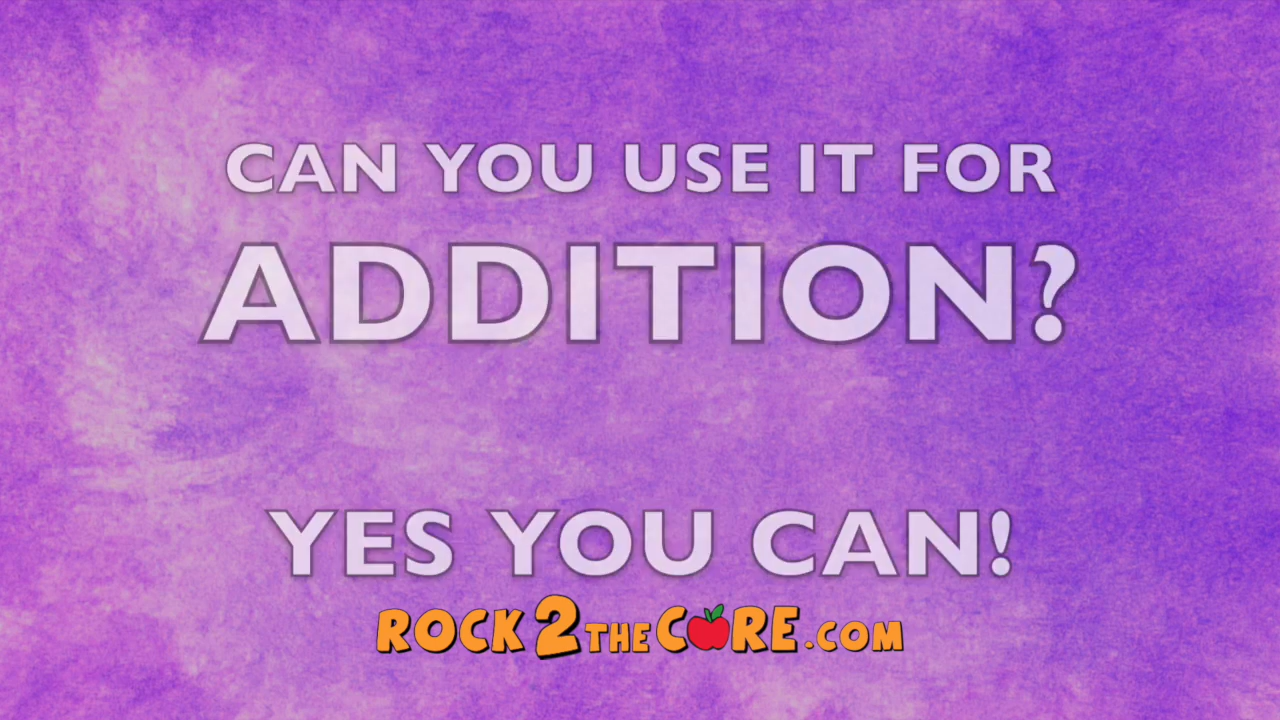 CAN YOU USE IT FOR
ADDITION?
YES YOU CAN!
ROCK2THECORE.COM